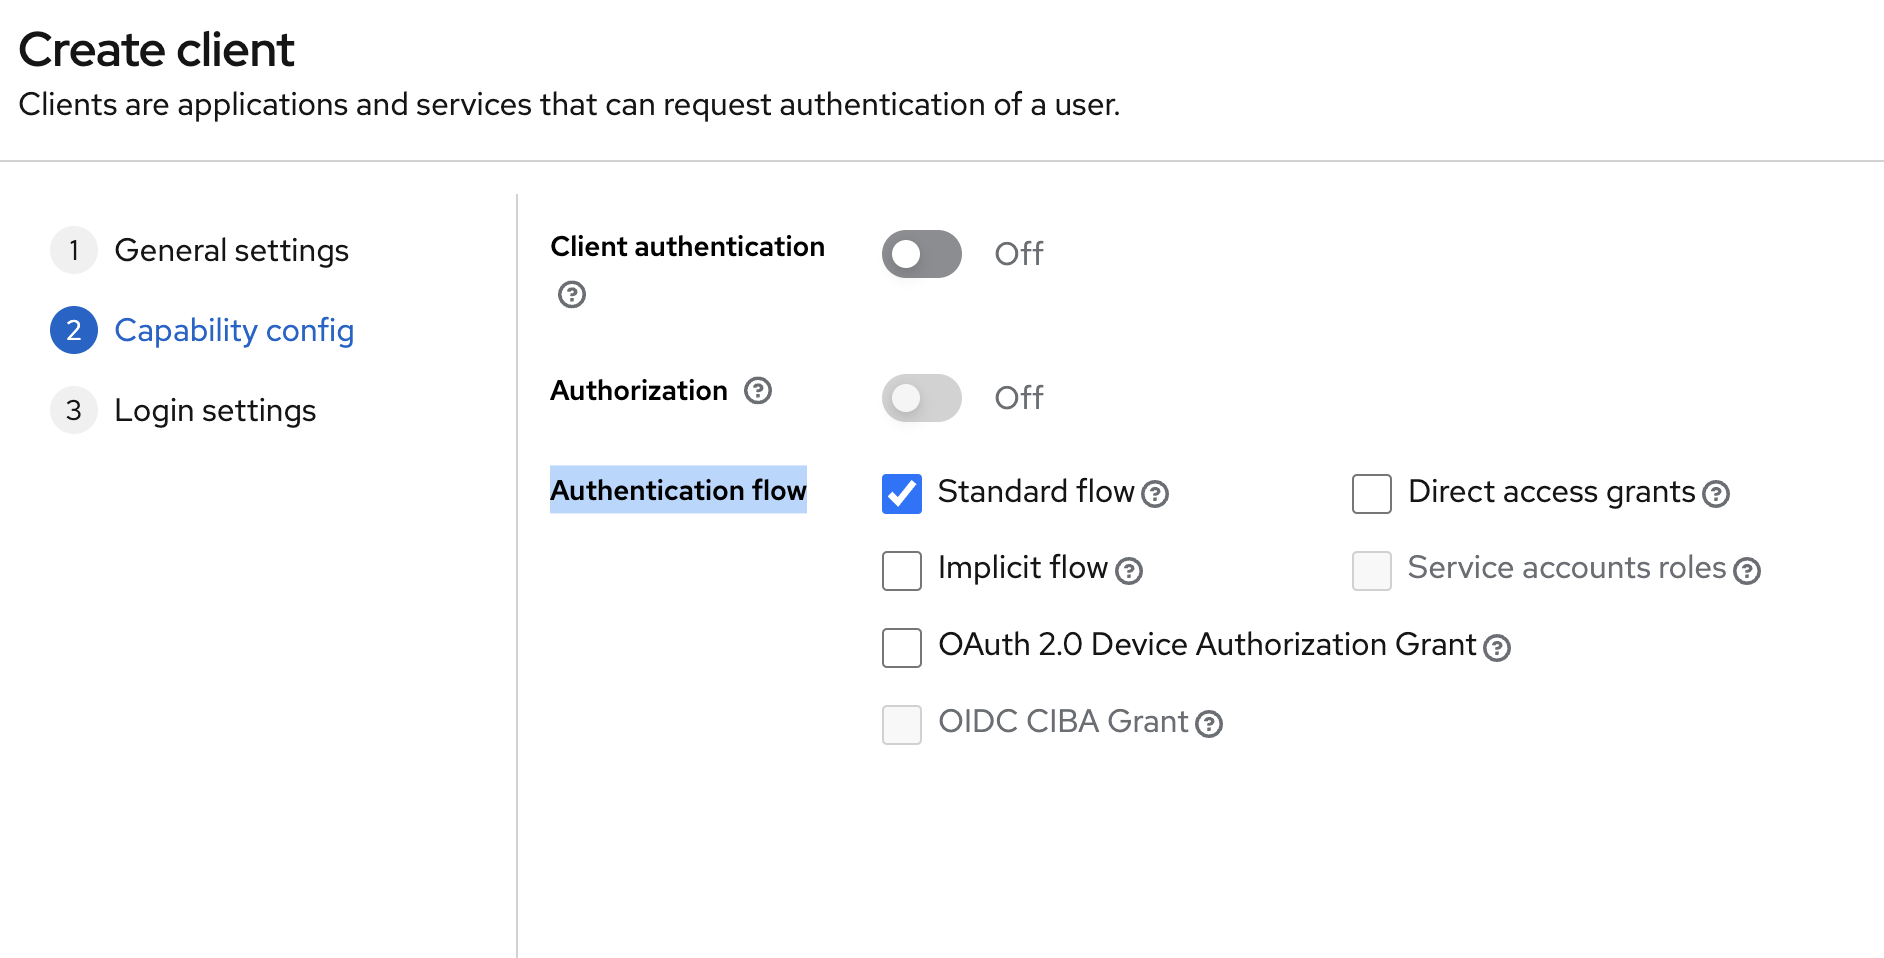 Create client
Clients are applications and services that can request authentication of a user.
1 General settings
2 Capability config
3 Login settings
Client authentication
Off
Authorization
Off
Authentication flow
Standard flow
Direct access grants
Implicit flow
Service accounts roles
OAuth 2.0 Device Authorization Grant
OIDC CIBA Grant